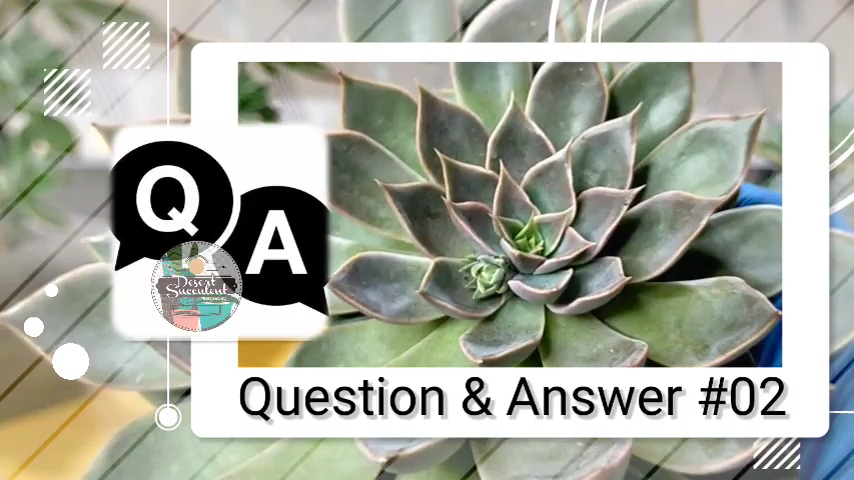 Q
A
Desert
Succulent
Question & Answer #02